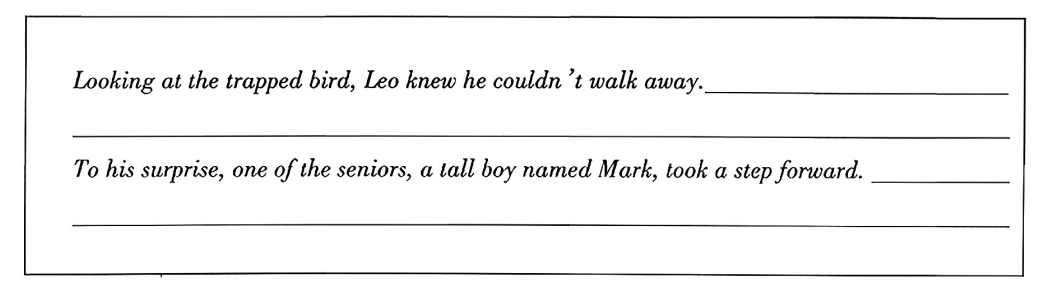 Looking at the trapped bird, Leo knew he couldn't walk away.
To his surprise, one of the seniors, a tall boy named Mark, took a step forward.